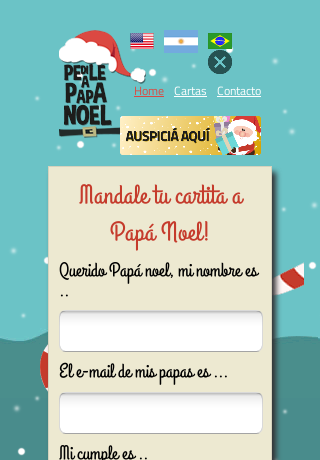 PEDILE
A
PAPA
NOEL
Home Cartas Contacto
AUSPICIÁ AQUÍ
Mandale tu cartita a
Papá Noel!
Querido Papá noel, mi nombre es
..
El e-mail de mis papas es ...
Mi cumple es ..